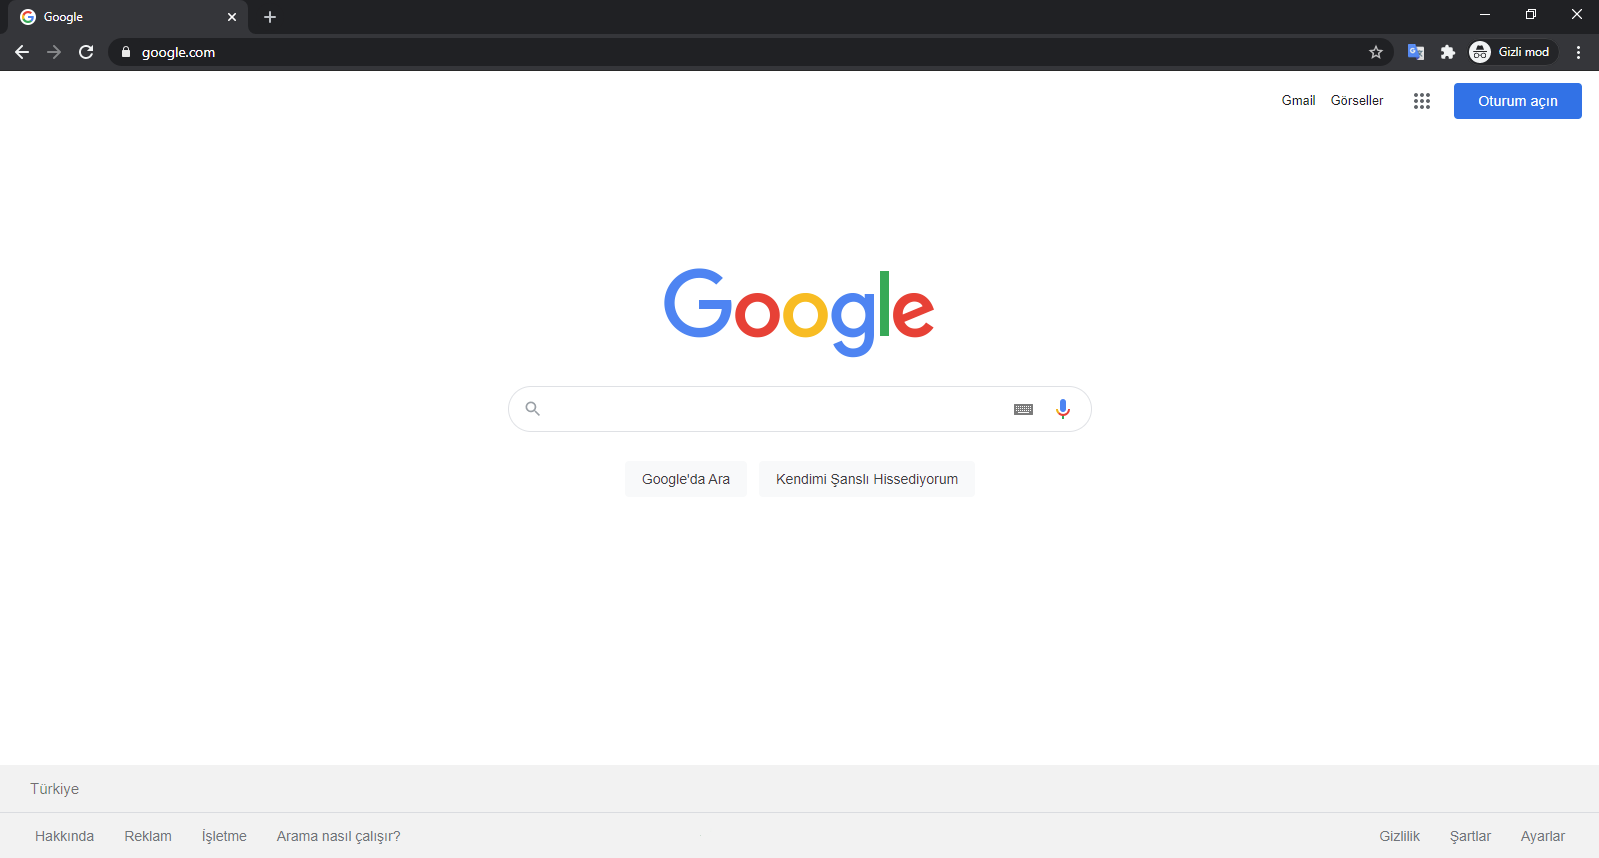 Google
google.com
Gizli mod
Gmail Görseller Oturum açın
Google
Google'da Ara Kendimi Şanslı Hissediyorum
Türkiye
Hakkında Reklam İşletme Arama nasıl çalışır? Gizlilik Şartlar Ayarlar